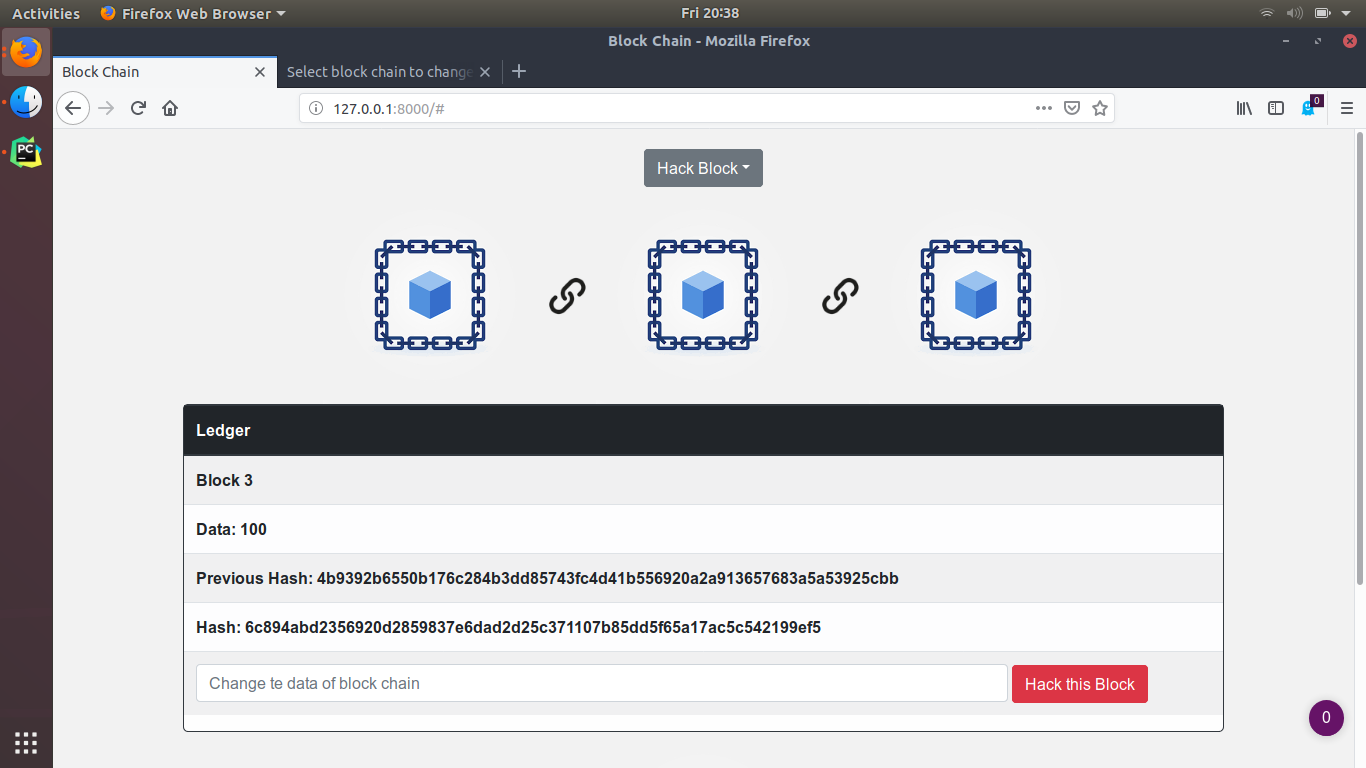 Activities Firefox Web Browser Fri 20:38
Block Chain - Mozilla Firefox
Block Chain Select block chain to change
127.0.0.1:8000/#
0
Hack Block
Ledger
Block 3
Data: 100
Previous Hash: 4b9392b6550b176c284b3dd85743fc4d41b556920a2a913657683a5a53925cbb
Hash: 6c894abd2356920d2859837e6dad2d25c371107b85dd5f65a17ac5c542199ef5
Change te data of block chain Hack this Block
0
PC